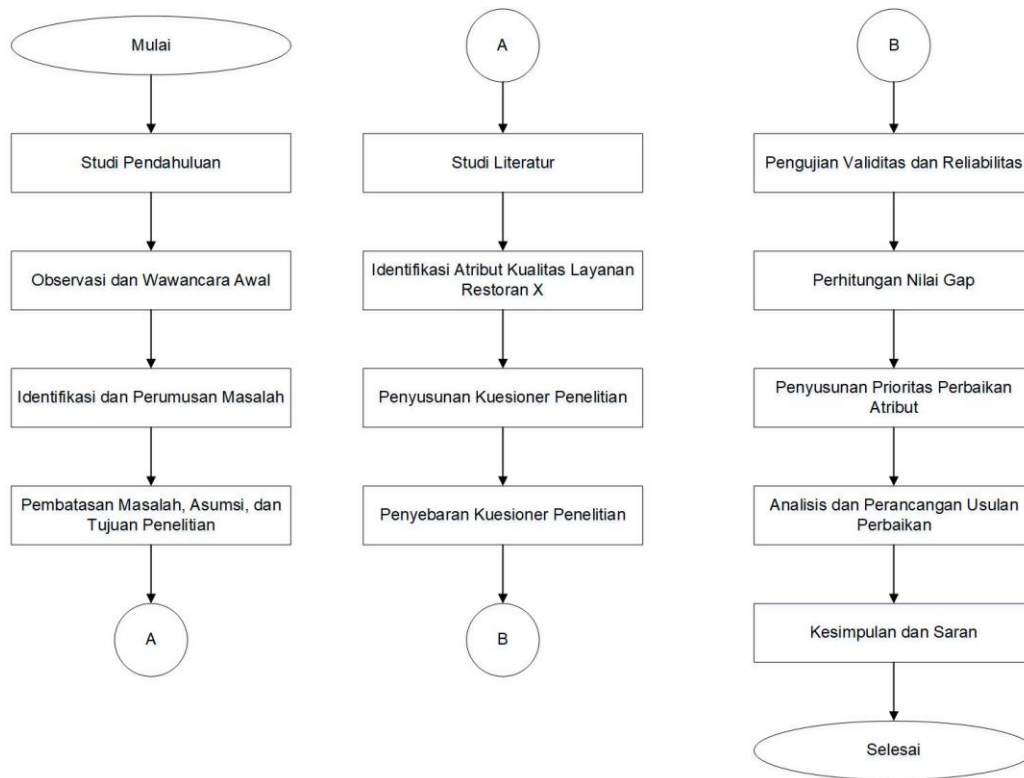 Mulai
Studi Pendahuluan
Observasi dan Wawancara Awal
Identifikasi dan Perumusan Masalah
Pembatasan Masalah, Asumsi, dan
Tujuan Penelitian
A
A
Studi Literatur
Identifikasi Atribut Kualitas Layanan
Restoran X
Penyusunan Kuesioner Penelitian
Penyebaran Kuesioner Penelitian
B
B
Pengujian Validitas dan Reliabilitas
Perhitungan Nilai Gap
Penyusunan Prioritas Perbaikan
Atribut
Analisis dan Perancangan Usulan
Perbaikan
Kesimpulan dan Saran
Selesai